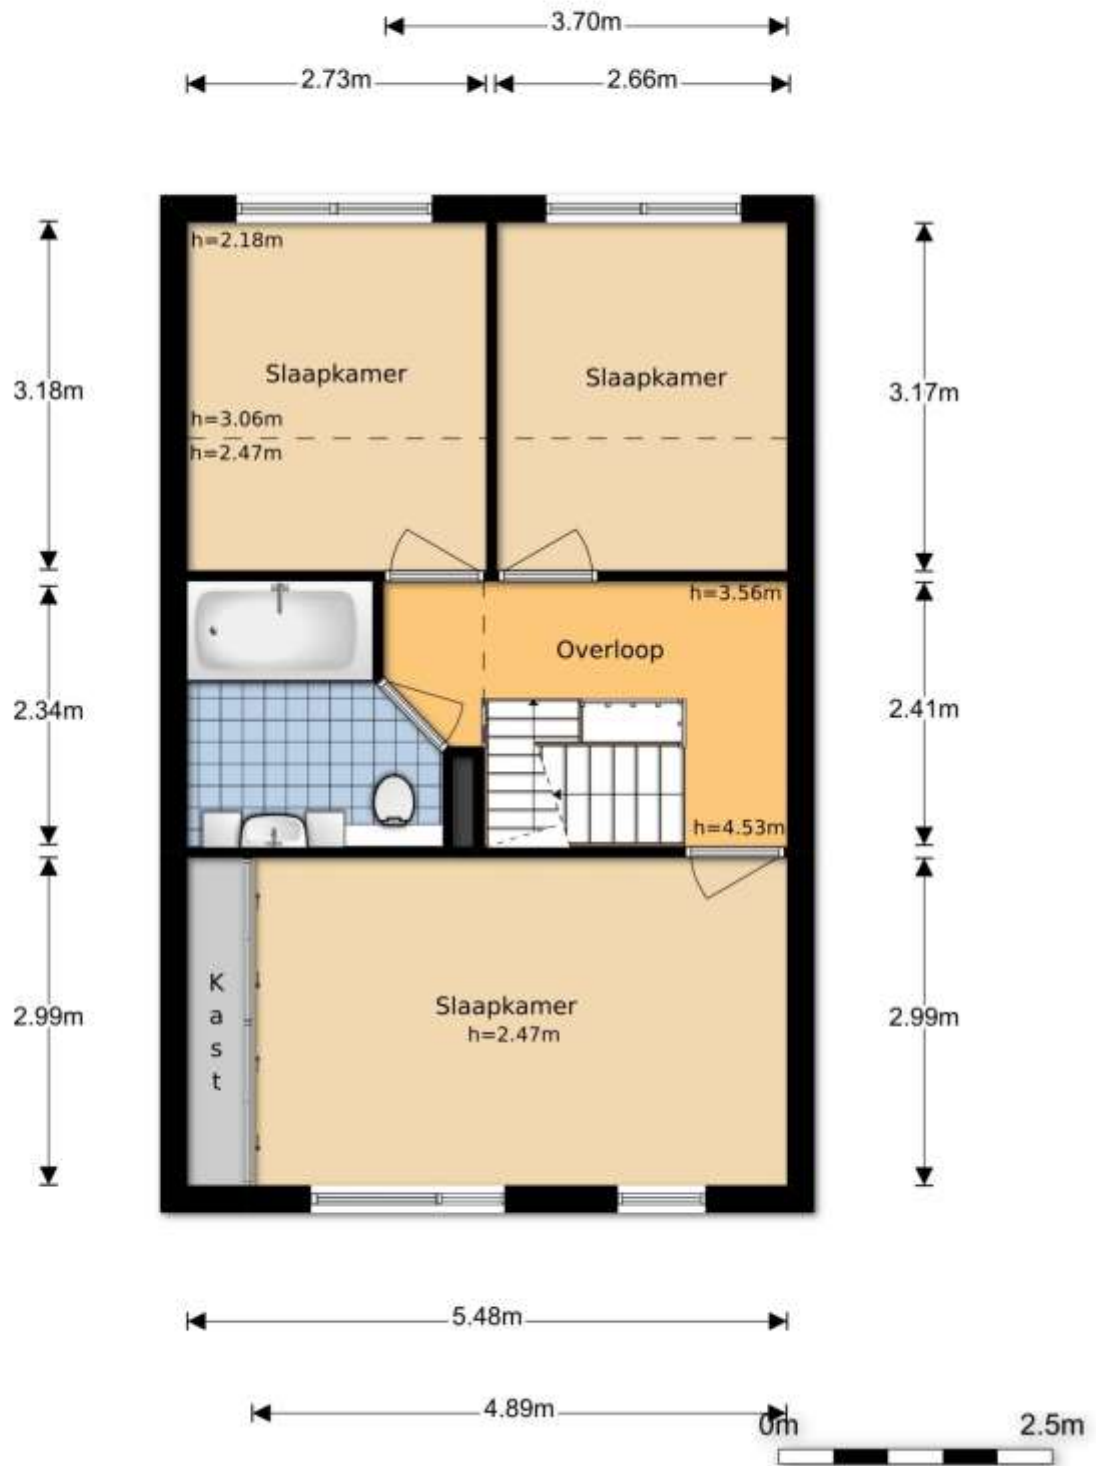 3.70m
2.73m
2.66m
h=2.18m
3.18m
Slaapkamer
Slaapkamer
3.17m
h=3.06m
h=2.47m
h=3.56m
Overloop
2.34m
2.41m
h=4.53m
K
a
s
t
Slaapkamer
h=2.47m
2.99m
2.99m
5.48m
4.89m
0m
2.5m